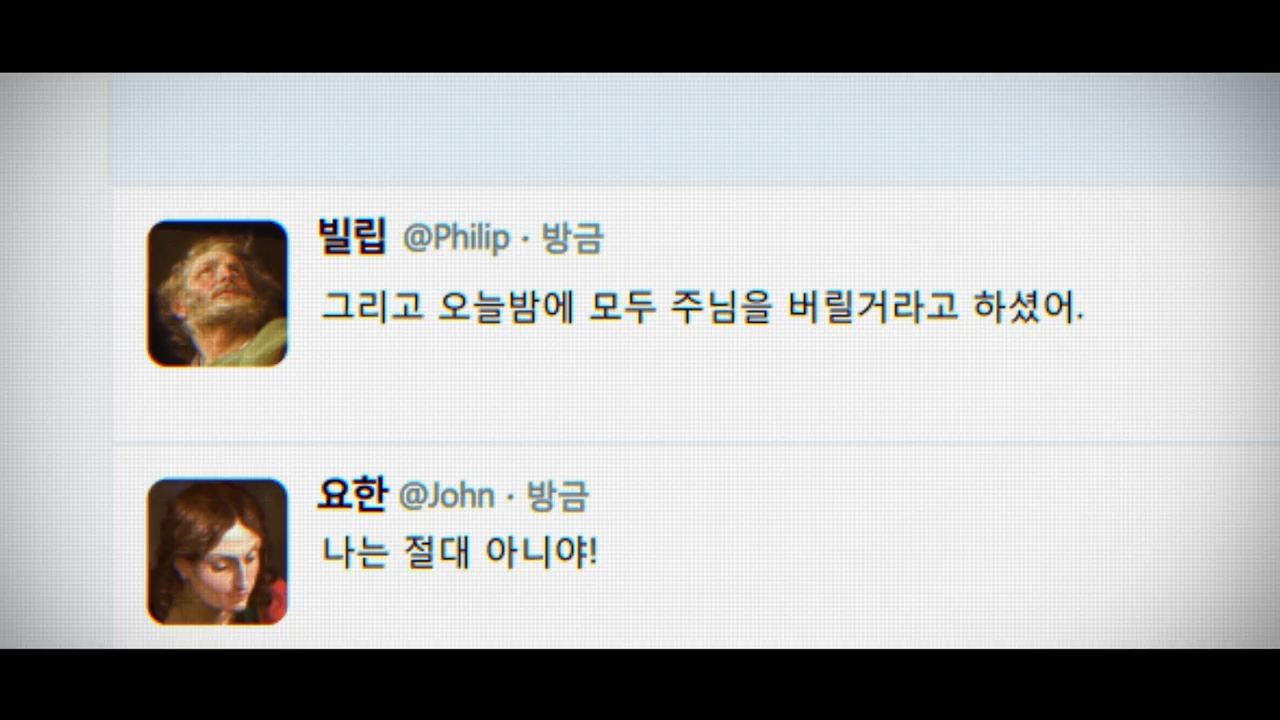 빌립 @Philip · 방금
그리고 오늘밤에 모두 주님을 버릴거라고 하셨어.
요한 @John · 방금
나는 절대 아니야!